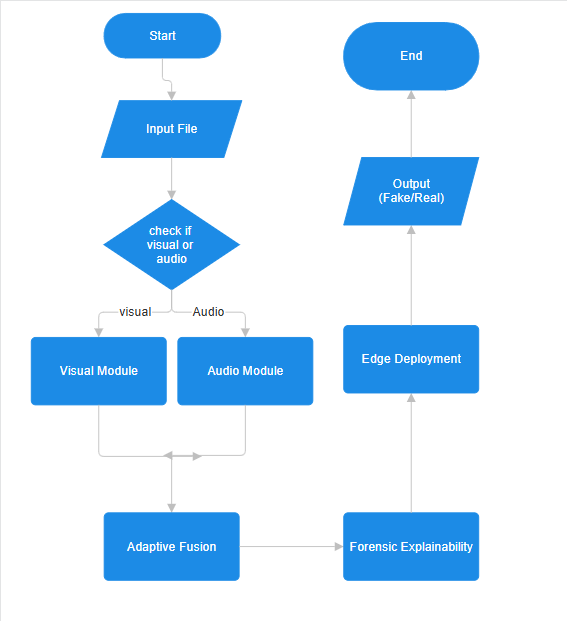 Start
Input File
check if
visual or
audio
visual
Audio
Visual Module
Audio Module
Adaptive Fusion
Forensic Explainability
Edge Deployment
Output
(Fake/Real)
End